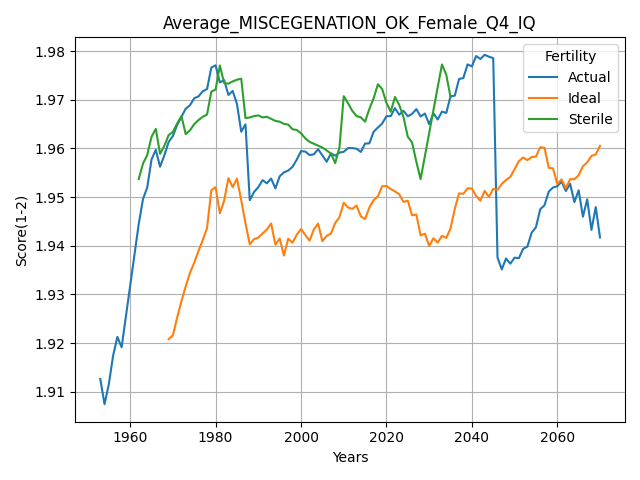 Average_MISCEGENATION_OK_Female_Q4_IQ
Fertility
Actual
Ideal
Sterile
Score(1-2)
1.98
1.97
1.96
1.95
1.94
1.93
1.92
1.91
1960 1980 2000 2020 2040 2060
Years